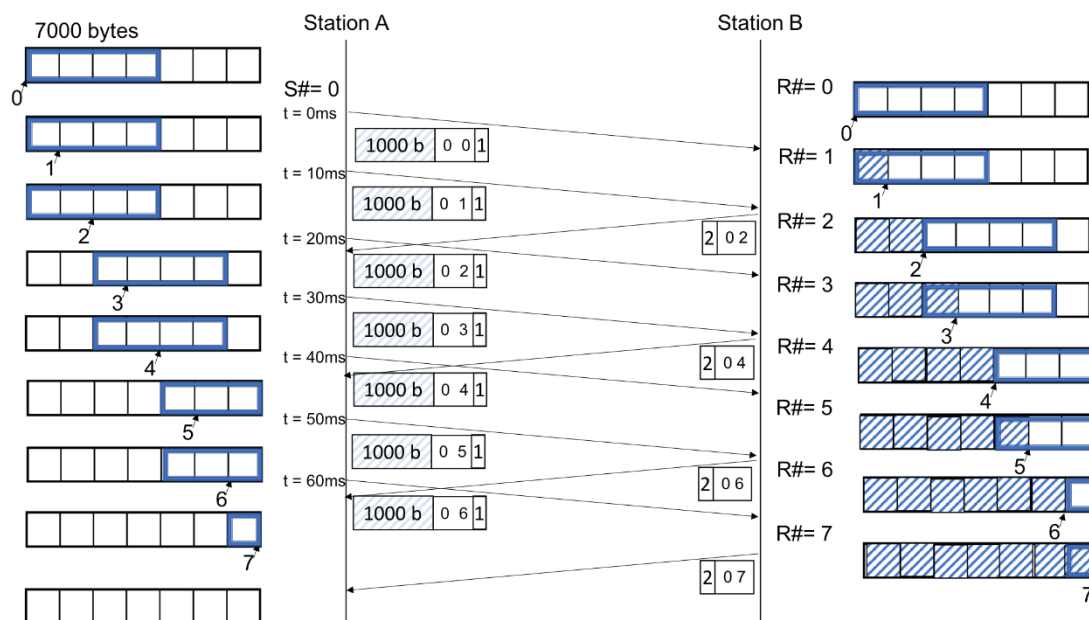 7000 bytes
Station A
Station B
S#= 0
R#= 0
0
0
t = 0ms
1000 b 0 0 1
R#= 1
1
1
t = 10ms
1000 b 0 1 1
R#= 2
2
2 0 2
2
t = 20ms
1000 b 0 2 1
R#= 3
3
3
t = 30ms
1000 b 0 3 1
R#= 4
4
2 0 4
4
t = 40ms
1000 b 0 4 1
R#= 5
5
5
t = 50ms
1000 b 0 5 1
R#= 6
6
2 0 6
6
t = 60ms
1000 b 0 6 1
R#= 7
7
2 0 7
7